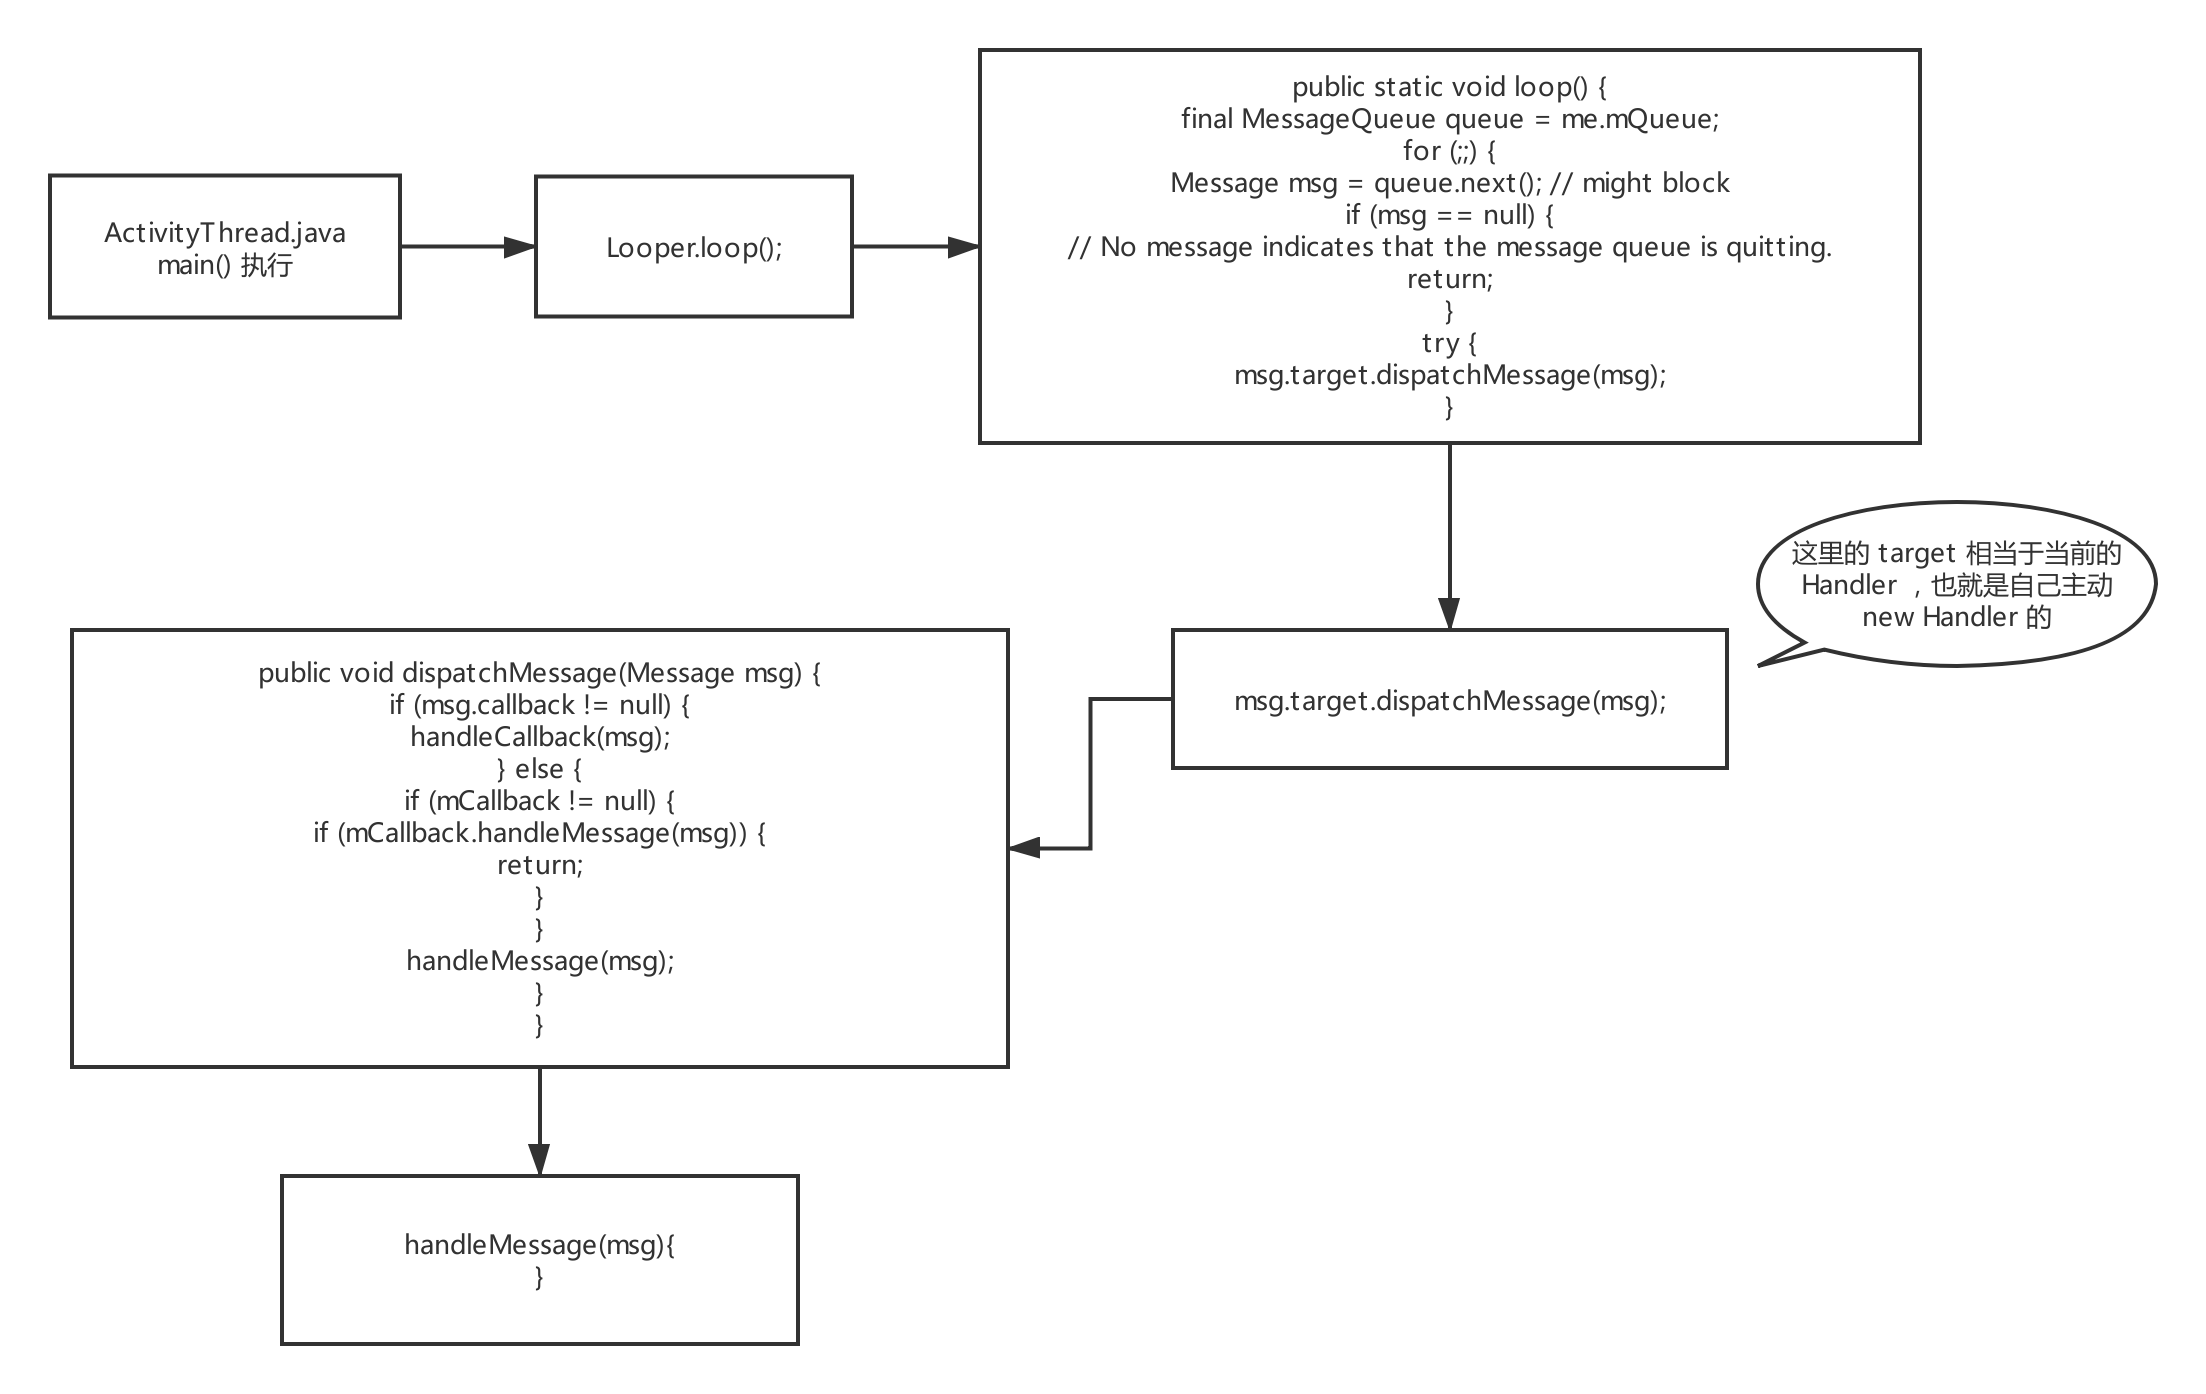 ActivityThread.java
main() 执行
Looper.loop();
public static void loop() {
final MessageQueue queue = me.mQueue;
for (;;) {
Message msg = queue.next(); // might block
if (msg == null) {
// No message indicates that the message queue is quitting.
return;
}
try {
msg.target.dispatchMessage(msg);
}
这里的 target 相当于当前的
Handler ，也就是自己主动
new Handler 的
msg.target.dispatchMessage(msg);
public void dispatchMessage(Message msg) {
if (msg.callback != null) {
handleCallback(msg);
} else {
if (mCallback != null) {
if (mCallback.handleMessage(msg)) {
return;
}
}
handleMessage(msg);
}
}
handleMessage(msg){
}